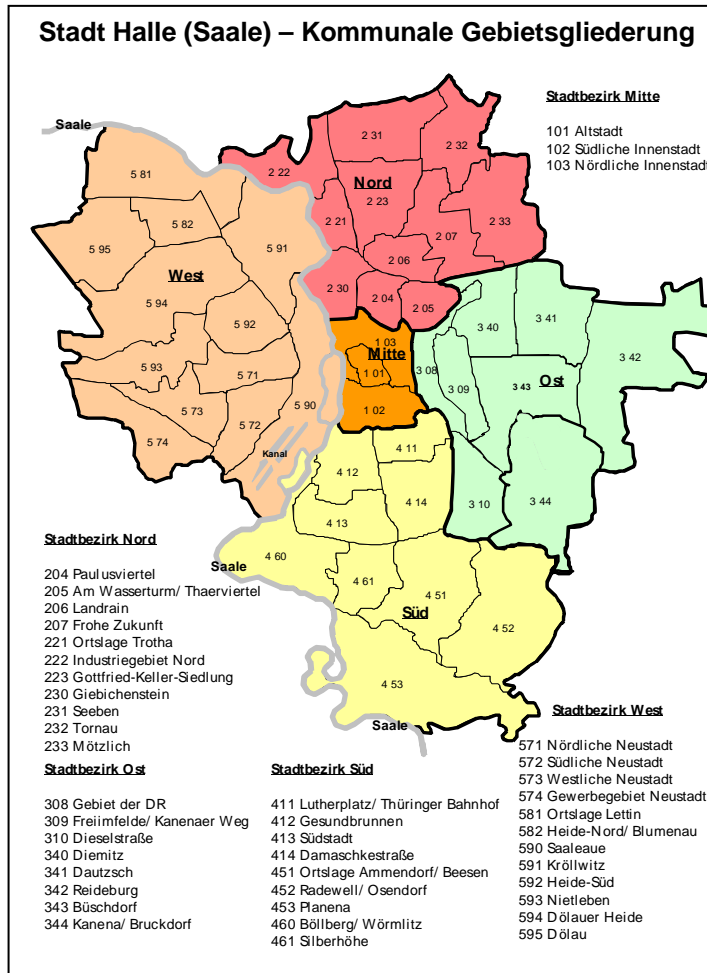 Stadt Halle (Saale) – Kommunale Gebietsgliederung
Stadtbezirk Mitte
101 Altstadt
102 Südliche Innenstadt
103 Nördliche Innenstadt
Saale
2 31
2 32
5 81
2 22
Nord
2 23
5 82
2 21
2 33
2 07
5 95
5 91
2 06
West
2 30
2 04
2 05
5 94
3 41
3 40
5 92
1 03
Mitte
3 42
5 93
5 71
1 01
3 08
3 09
Ost
3 43
5 73
5 90
1 02
5 74
5 72
Kanal
4 11
4 12
4 14
3 10
3 44
4 13
4 60
Saale
4 61
4 51
Süd
4 52
4 53
Saale
Stadtbezirk Nord
204 Paulusviertel
205 Am Wasserturm/ Thaerviertel
206 Landrain
207 Frohe Zukunft
221 Ortslage Trotha
222 Industriegebiet Nord
223 Gottfried-Keller-Siedlung
230 Giebichenstein
231 Seeben
232 Tornau
233 Mötzlich
Stadtbezirk Ost
308 Gebiet der DR
309 Freiimfelde/ Kanenaer Weg
310 Dieselstraße
340 Diemitz
341 Dautzsch
342 Reideburg
343 Büschdorf
344 Kanena/ Bruckdorf
Stadtbezirk Süd
411 Lutherplatz/ Thüringer Bahnhof
412 Gesundbrunnen
413 Südstadt
414 Damaschkestraße
451 Ortslage Ammendorf/ Beesen
452 Radewell/ Osendorf
453 Planena
460 Böllberg/ Wörmlitz
461 Silberhöhe
Stadtbezirk West
571 Nördliche Neustadt
572 Südliche Neustadt
573 Westliche Neustadt
574 Gewerbegebiet Neustadt
581 Ortslage Lettin
582 Heide-Nord/ Blumenau
590 Saaleaue
591 Kröllwitz
592 Heide-Süd
593 Nietleben
594 Dölauer Heide
595 Dölau